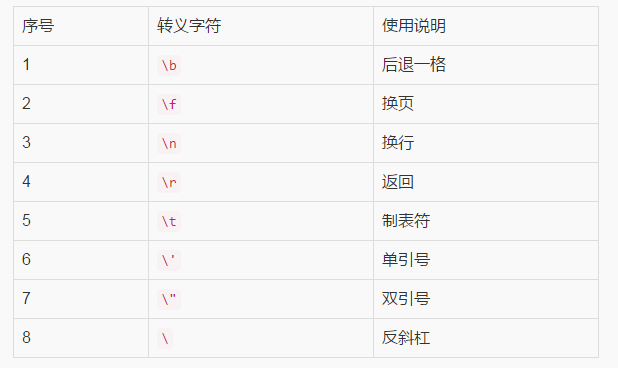 序号 转义字符 使用说明
1 \b 后退一格
2 \f 换页
3 \n 换行
4 \r 返回
5 \t 制表符
6 \' 单引号
7 \" 双引号
8 \ 反斜杠